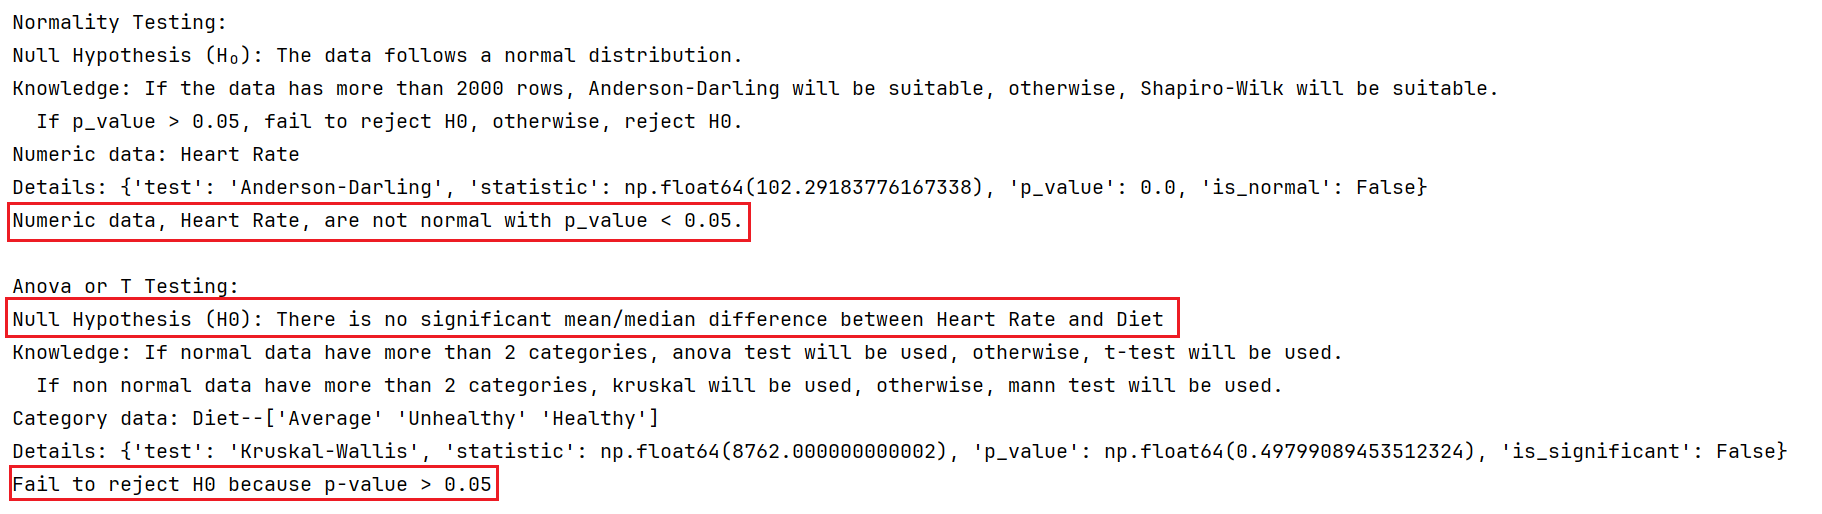 Normality Testing:
Null Hypothesis (H₀): The data follows a normal distribution.
Knowledge: If the data has more than 2000 rows, Anderson-Darling will be suitable, otherwise, Shapiro-Wilk will be suitable.
  If p_value > 0.05, fail to reject H0, otherwise, reject H0.
Numeric data: Heart Rate
Details: {'test': 'Anderson-Darling', 'statistic': np.float64(102.29183776167338), 'p_value': 0.0, 'is_normal': False}
Numeric data, Heart Rate, are not normal with p_value < 0.05.

Anova or T Testing:
Null Hypothesis (H0): There is no significant mean/median difference between Heart Rate and Diet
Knowledge: If normal data have more than 2 categories, anova test will be used, otherwise, t-test will be used.
  If non normal data have more than 2 categories, kruskal will be used, otherwise, mann test will be used.
Category data: Diet--['Average' 'Unhealthy' 'Healthy']
Details: {'test': 'Kruskal-Wallis', 'statistic': np.float64(8762.000000000002), 'p_value': np.float64(0.49799089453512324), 'is_significant': False}
Fail to reject H0 because p-value > 0.05